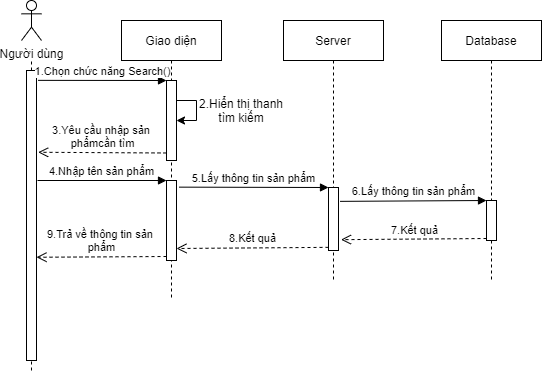 Người dùng
Giao diện
Server
Database
1.Chọn chức năng Search()
2.Hiển thị thanh
tìm kiếm
3.Yêu cầu nhập sản
phẩmcần tìm
4.Nhập tên sản phẩm
5.Lấy thông tin sản phẩm
6.Lấy thông tin sản phẩm
7.Kết quả
8.Kết quả
9.Trả về thông tin sản
phẩm